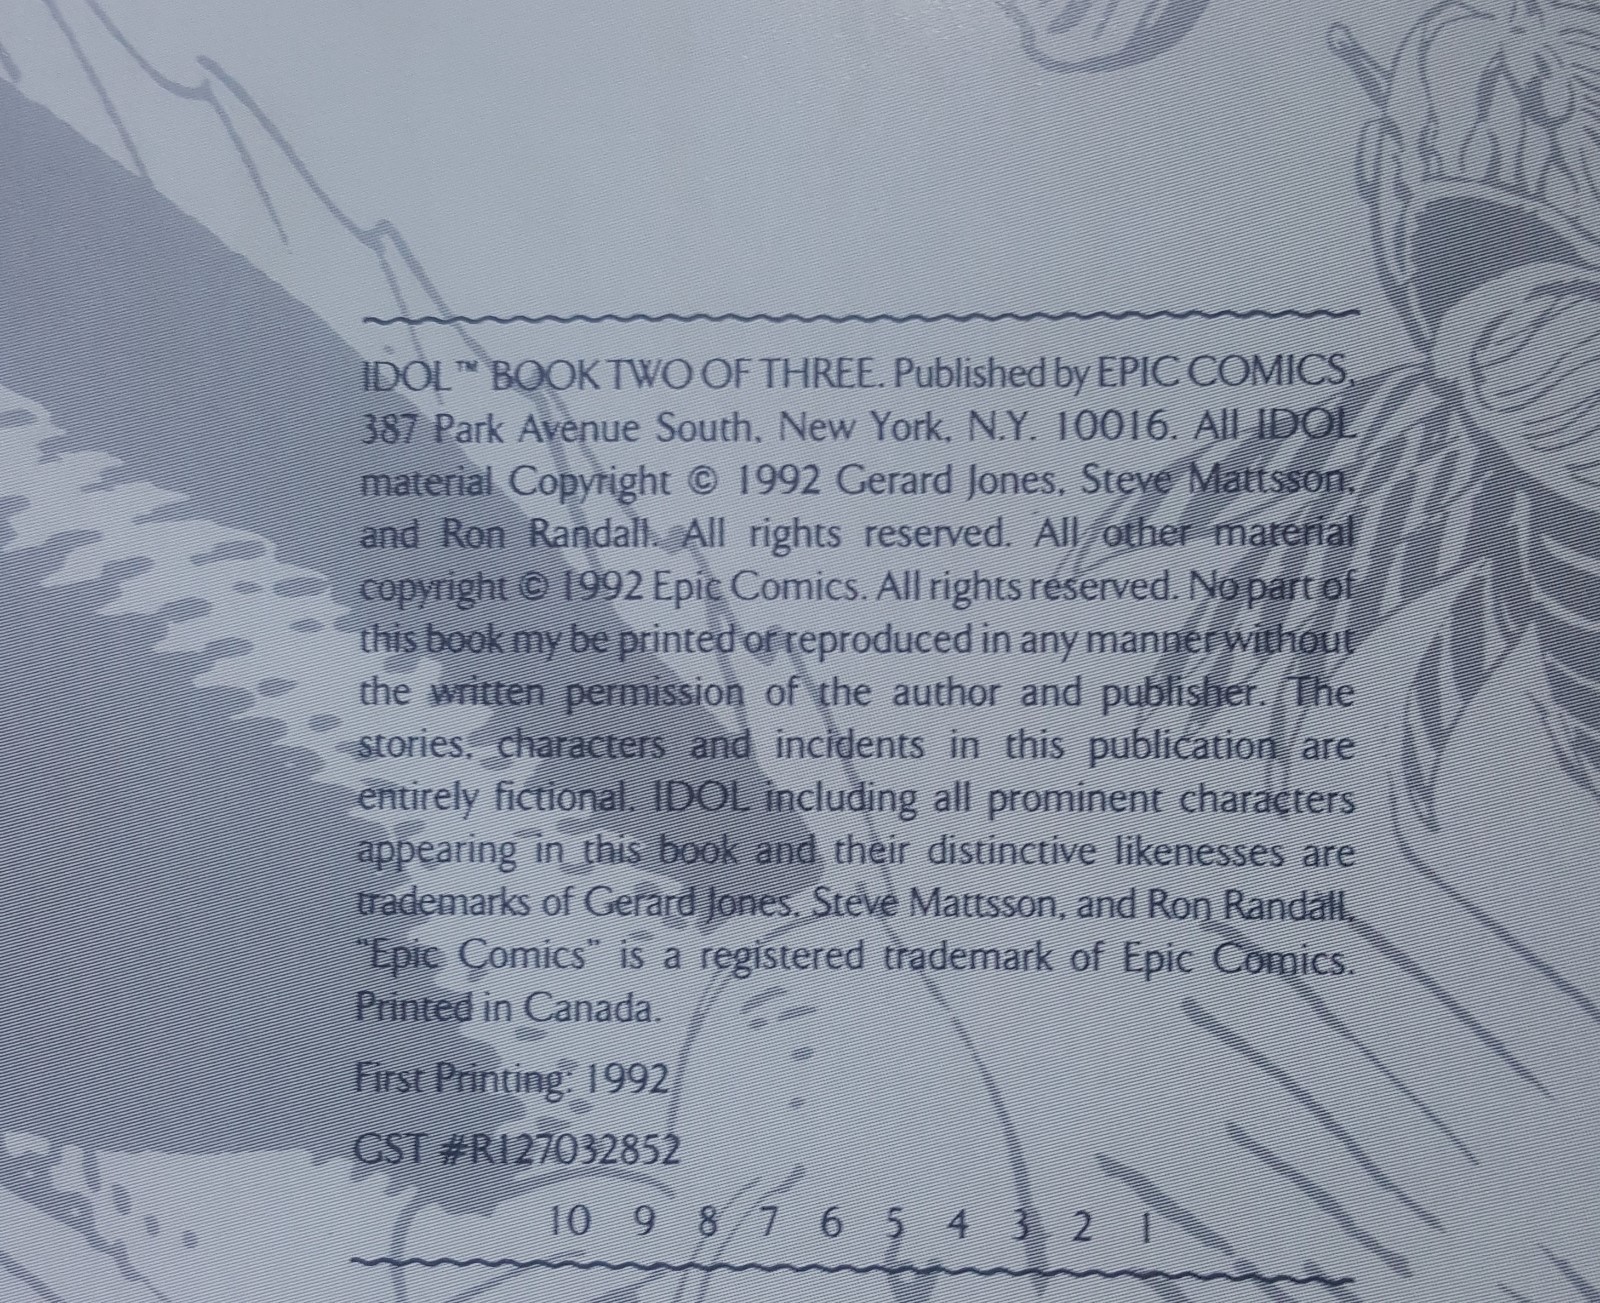 IDOL™ BOOK TWO OF THREE. Published by EPIC COMICS,
387 Park Avenue South, New York, N.Y. 10016. All IDOL
material Copyright © 1992 Gerard Jones, Steve Mattsson,
and Ron Randall. All rights reserved. All other material
copyright © 1992 Epic Comics. All rights reserved. No part of
this book my be printed or reproduced in any manner without
the written permission of the author and publisher. The
stories, characters and incidents in this publication are
entirely fictional. IDOL including all prominent characters
appearing in this book and their distinctive likenesses are
trademarks of Gerard Jones, Steve Mattsson, and Ron Randall.
"Epic Comics" is a registered trademark of Epic Comics.
Printed in Canada.
First Printing: 1992
GST #R127032852
10 9 8 7 6 5 4 3 2 1